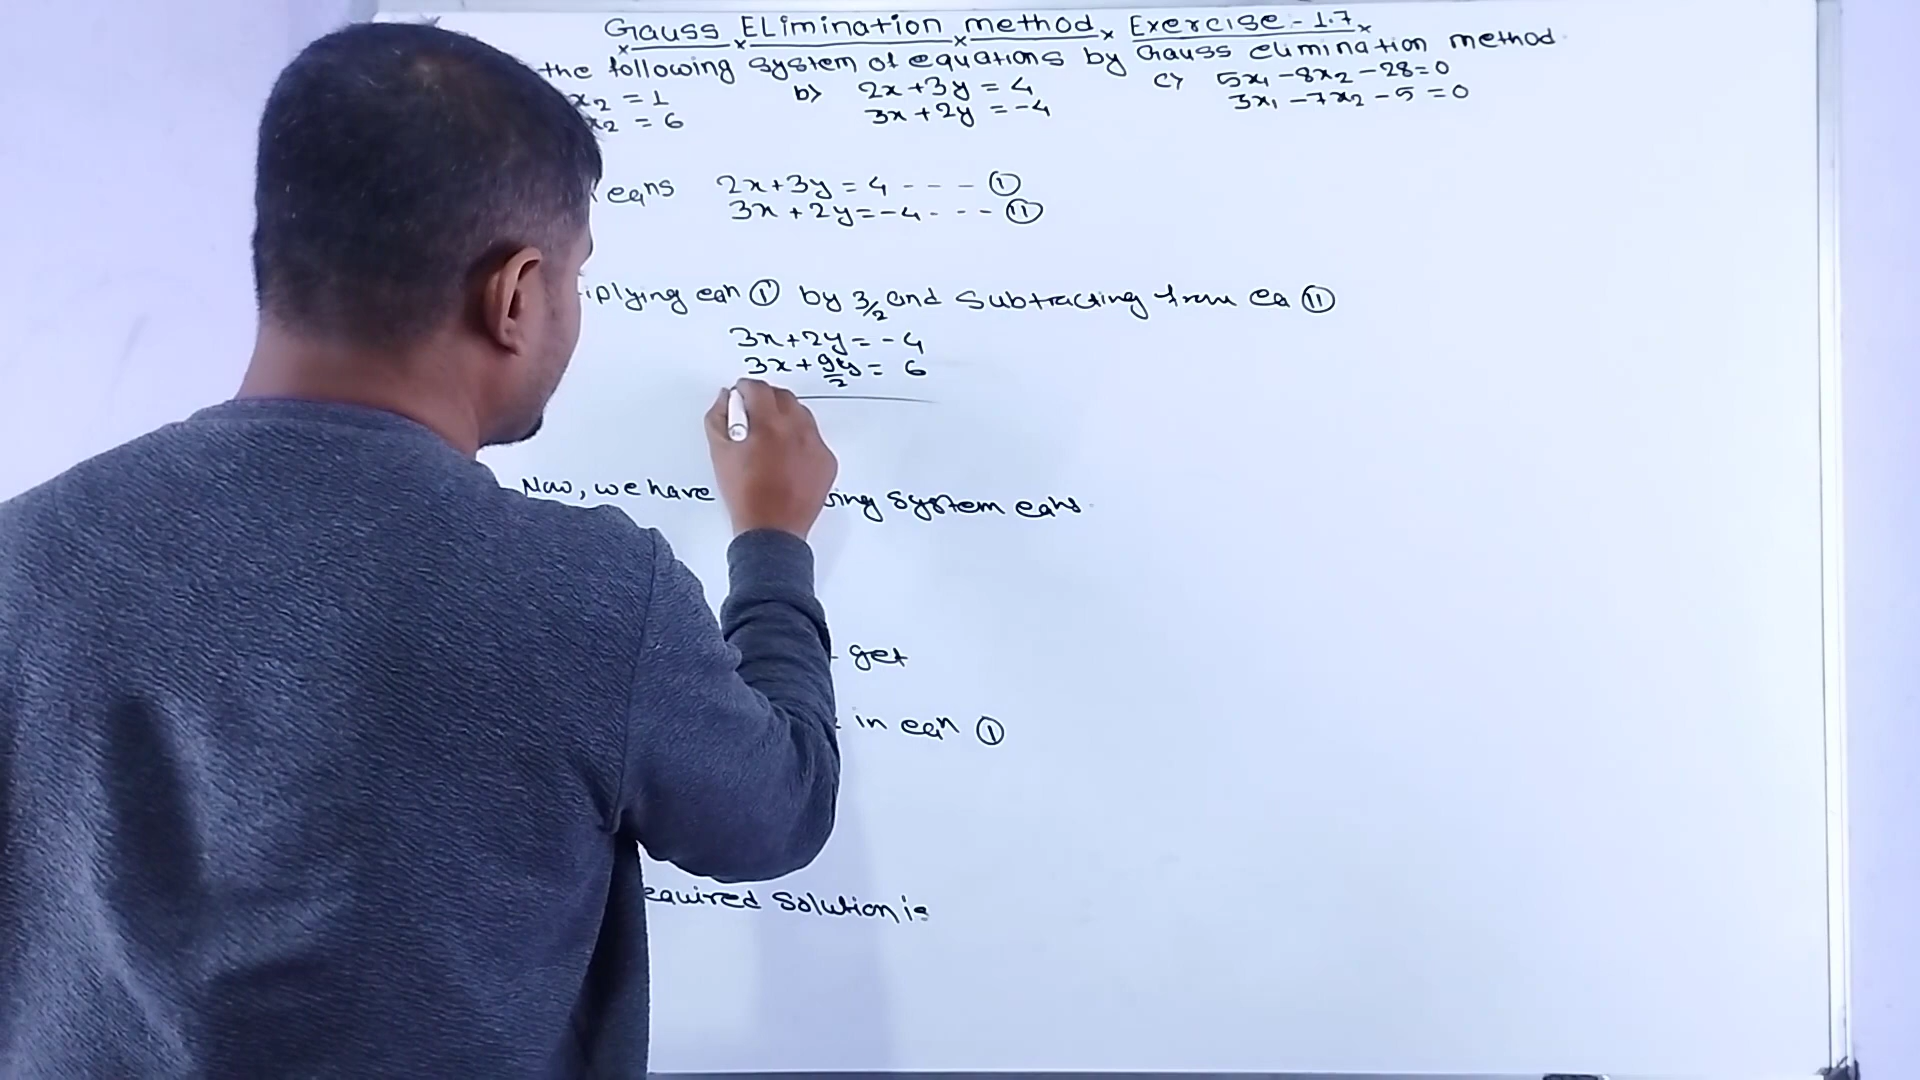 Gauss Elimination method Exercise - 1.7
the following system of equations by Gauss elimination method
x2 = 1 b) 2x+3y = 4 c) 5x1 - 8x2 - 28=0
x2 = 6 3x+2y = -4 3x1 - 7x2 - 5 = 0
eqns 2x+3y = 4 - - - (I)
3x+2y=-4 - - - (II)
iplying eqn (I) by 3/2 and subtracting from eq (II)
3x+2y = -4
3x+9y/2 = 6
Now, we have ing system eqns.
get
in eqn (I)
equired solution is